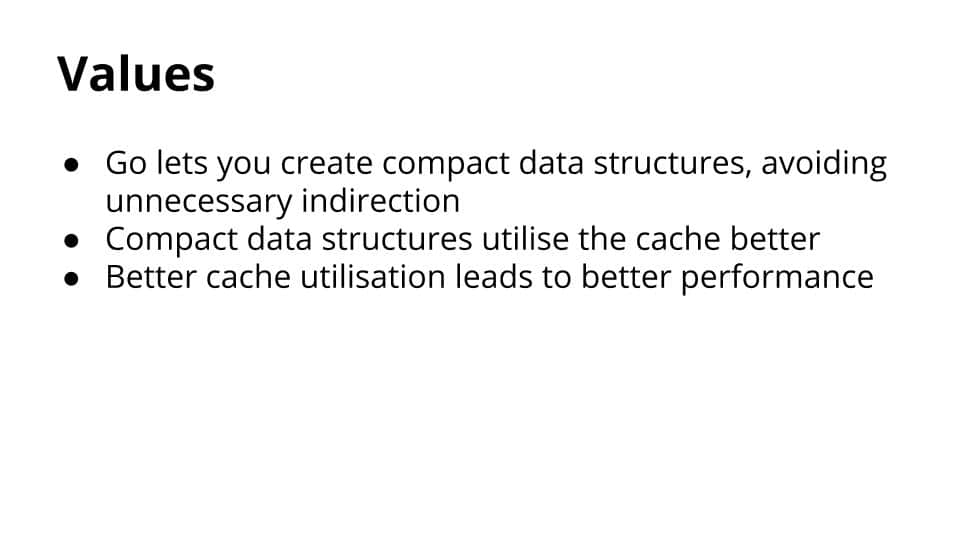 Values
● Go lets you create compact data structures, avoiding
unnecessary indirection
● Compact data structures utilise the cache better
● Better cache utilisation leads to better performance